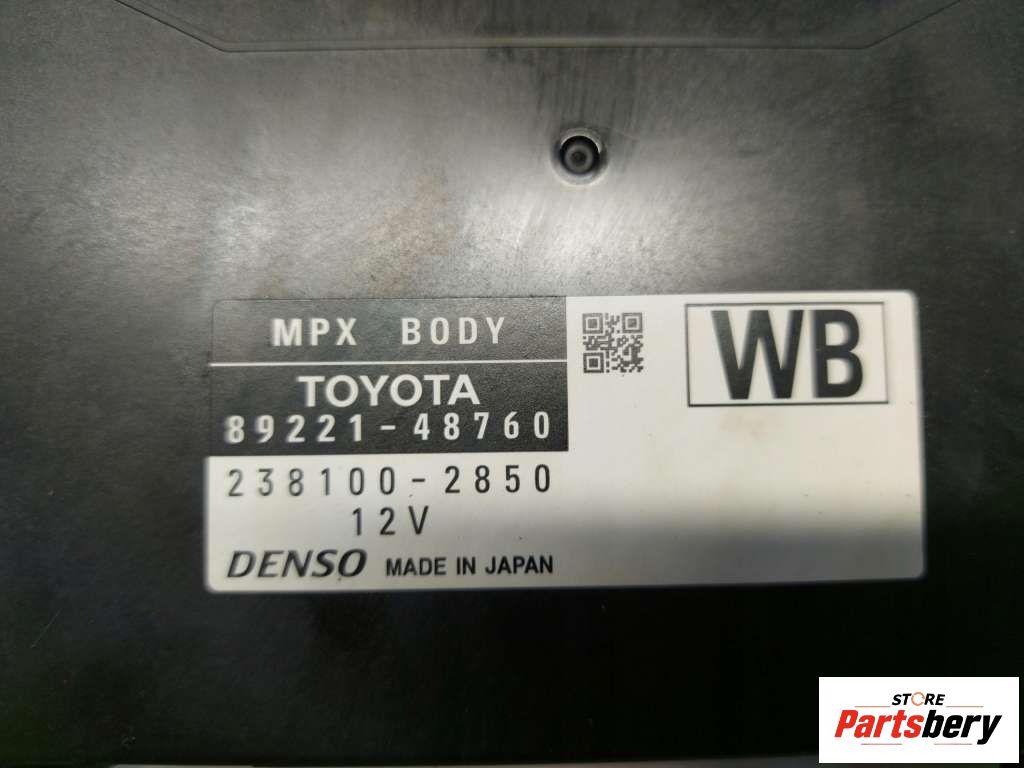 MPX BODY
TOYOTA
89221-48760
WB
238100-2850
12V
DENSO MADE IN JAPAN
STORE
Partsbery